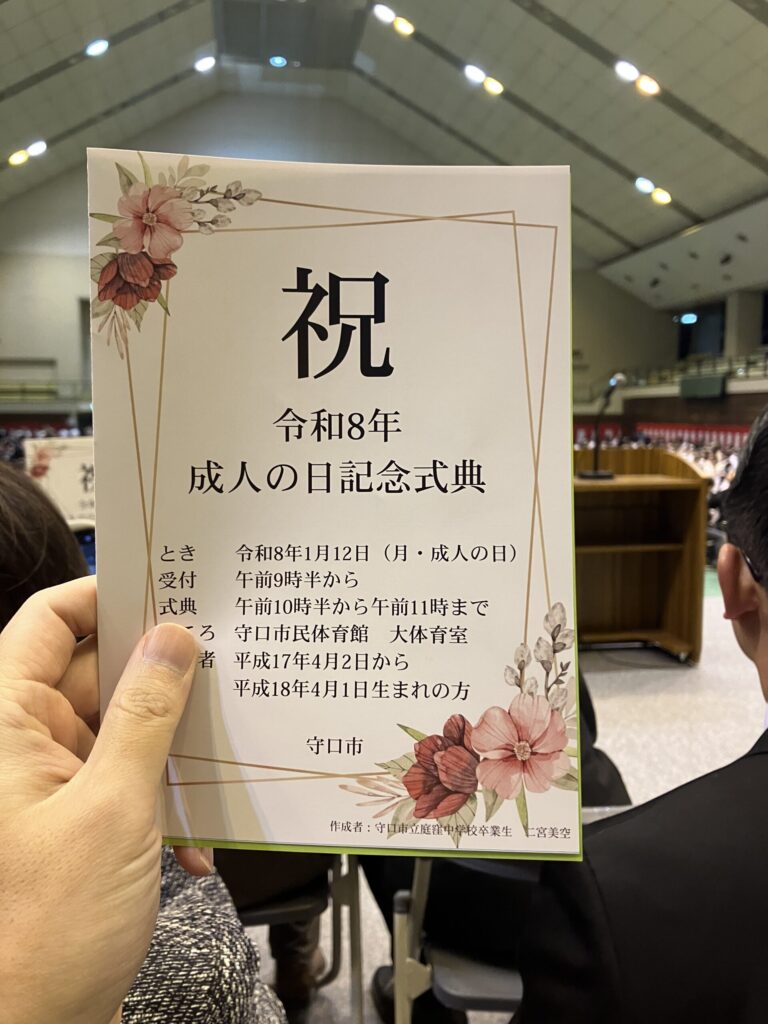 祝
令和8年
成人の日記念式典
とき 令和8年1月12日（月・成人の日）
受付 午前9時半から
式典 午前10時半から午前11時まで
ろ 守口市民体育館 大体育室
者 平成17年4月2日から
平成18年4月1日生まれの方
守口市
作成者：守口市立庭窪中学校卒業生 二宮美空
祝